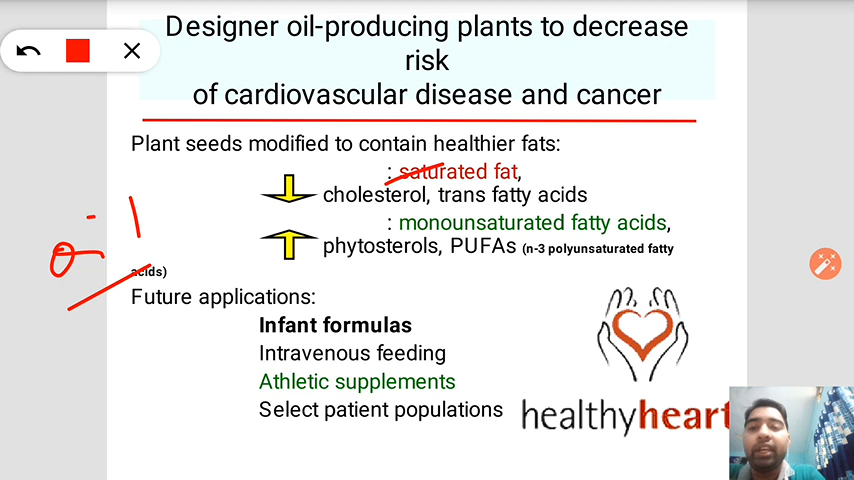 Designer oil-producing plants to decrease
risk
of cardiovascular disease and cancer
Plant seeds modified to contain healthier fats:
: saturated fat,
cholesterol, trans fatty acids
: monounsaturated fatty acids,
phytosterols, PUFAs (n-3 polyunsaturated fatty
acids)
oil
Future applications:
Infant formulas
Intravenous feeding
Athletic supplements
Select patient populations
healthyheart